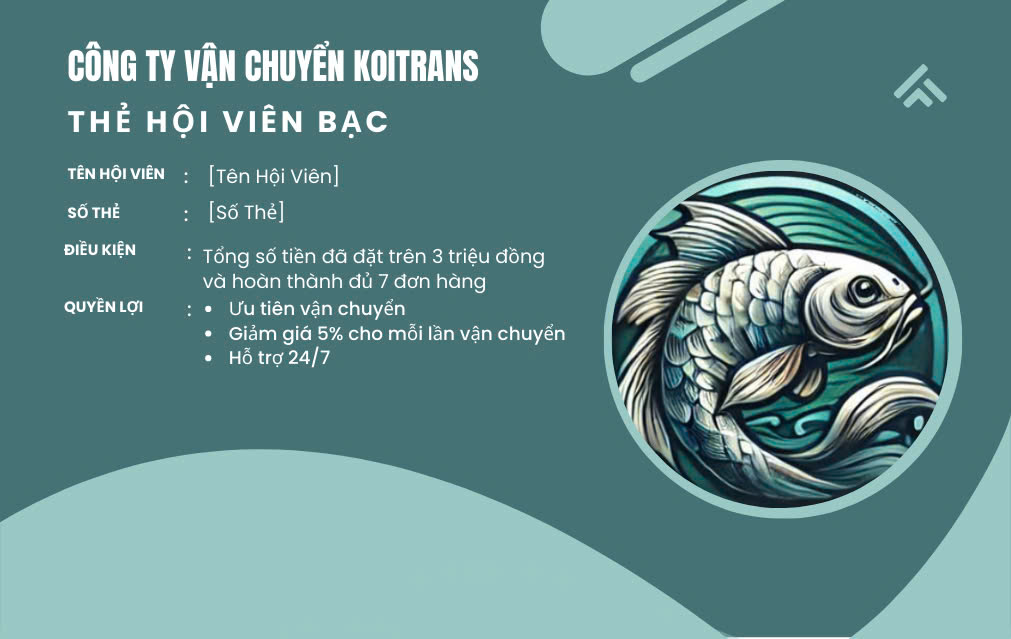 CÔNG TY VẬN CHUYỂN KOITRANS
THẺ HỘI VIÊN BẠC
TÊN HỘI VIÊN : [Tên Hội Viên]
SỐ THẺ : [Số Thẻ]
ĐIỀU KIỆN : Tổng số tiền đã đặt trên 3 triệu đồng
và hoàn thành đủ 7 đơn hàng
QUYỀN LỢI : • Ưu tiên vận chuyển
• Giảm giá 5% cho mỗi lần vận chuyển
• Hỗ trợ 24/7